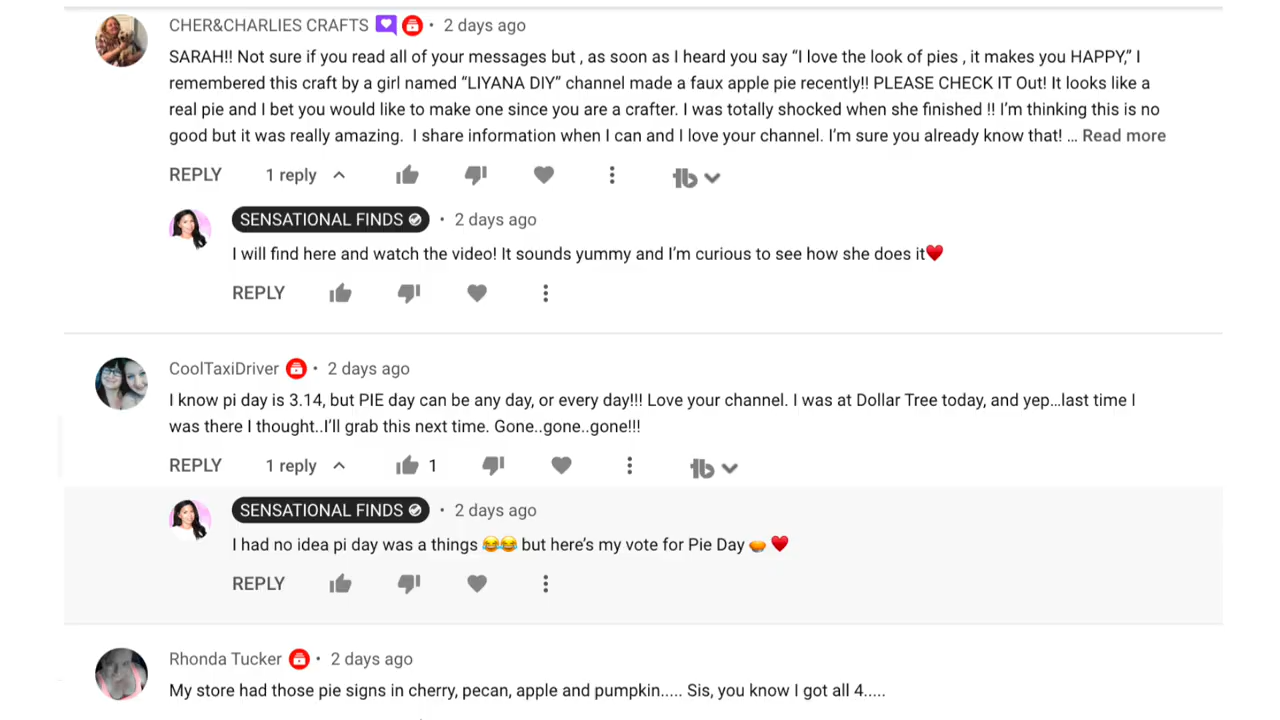 CHER&CHARLIES CRAFTS • 2 days ago
SARAH!! Not sure if you read all of your messages but , as soon as I heard you say “I love the look of pies , it makes you HAPPY,” I
remembered this craft by a girl named “LIYANA DIY” channel made a faux apple pie recently!! PLEASE CHECK IT Out! It looks like a
real pie and I bet you would like to make one since you are a crafter. I was totally shocked when she finished !! I’m thinking this is no
good but it was really amazing.  I share information when I can and I love your channel. I’m sure you already know that! ... Read more
REPLY 1 reply
SENSATIONAL FINDS • 2 days ago
I will find here and watch the video! It sounds yummy and I’m curious to see how she does it♥️
REPLY
CoolTaxiDriver • 2 days ago
I know pi day is 3.14, but PIE day can be any day, or every day!!! Love your channel. I was at Dollar Tree today, and yep…last time I
was there I thought..I’ll grab this next time. Gone..gone..gone!!!
REPLY 1 reply 1
SENSATIONAL FINDS • 2 days ago
I had no idea pi day was a things 😂😂 but here’s my vote for Pie Day 🥧 ♥️
REPLY
Rhonda Tucker • 2 days ago
My store had those pie signs in cherry, pecan, apple and pumpkin..... Sis, you know I got all 4.....